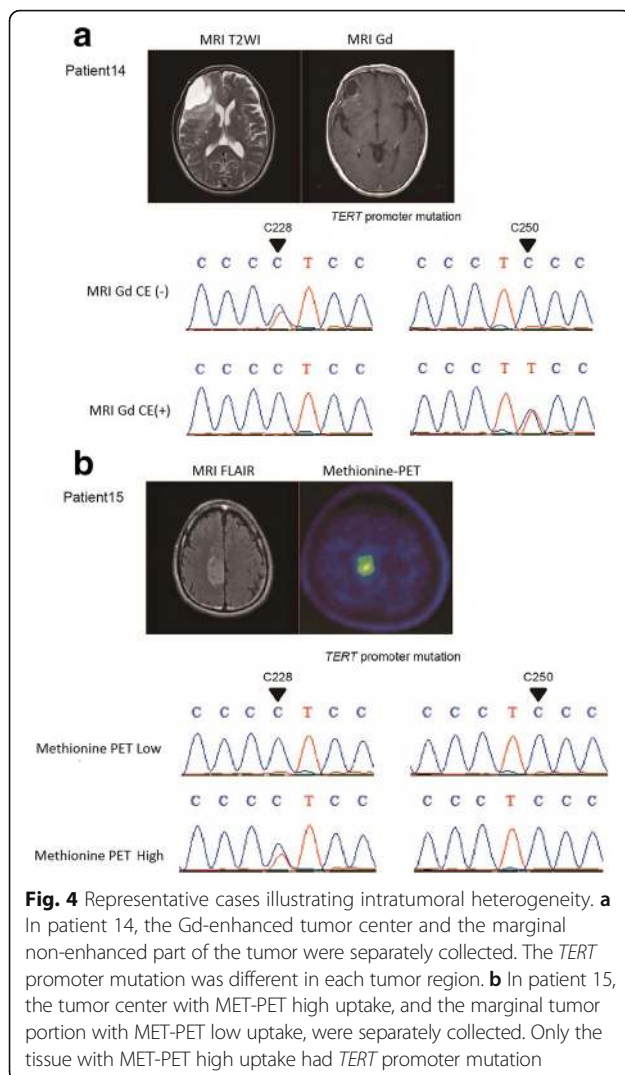 a
MRI T2WI MRI Gd
Patient14
TERT promoter mutation
C228 C250
C C C C T C C C C C T C C C
MRI Gd CE (-)
C C C C T C C C C C T T C C
MRI Gd CE(+)
b
MRI FLAIR Methionine-PET
Patient15
TERT promoter mutation
C228 C250
C C C C T C C C C C T C C C
Methionine PET Low
C C C C T C C C C C T C C C
Methionine PET High
Fig. 4 Representative cases illustrating intratumoral heterogeneity. a
In patient 14, the Gd-enhanced tumor center and the marginal
non-enhanced part of the tumor were separately collected. The TERT
promoter mutation was different in each tumor region. b In patient 15,
the tumor center with MET-PET high uptake, and the marginal tumor
portion with MET-PET low uptake, were separately collected. Only the
tissue with MET-PET high uptake had TERT promoter mutation